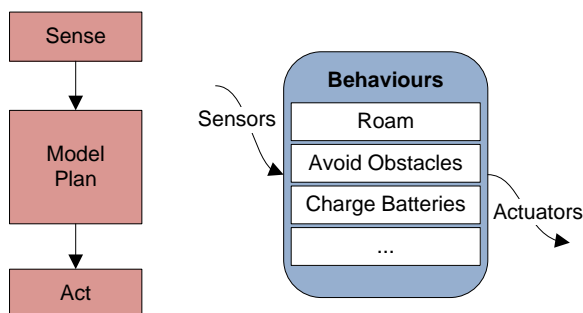 Sense
Model
Plan
Act
Sensors
Behaviours
Roam
Avoid Obstacles
Charge Batteries
...
Actuators